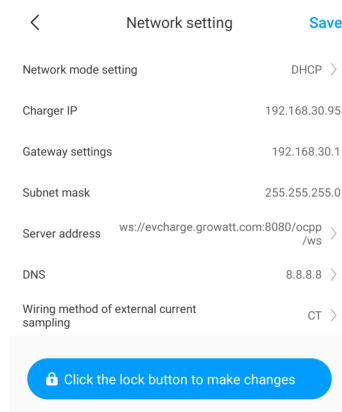 Network setting
Save
Network mode setting
DHCP
Charger IP
192.168.30.95
Gateway settings
192.168.30.1
Subnet mask
255.255.255.0
Server address
ws://evcharge.growatt.com:8080/ocpp
/ws
DNS
8.8.8.8
Wiring method of external current
sampling
CT
Click the lock button to make changes